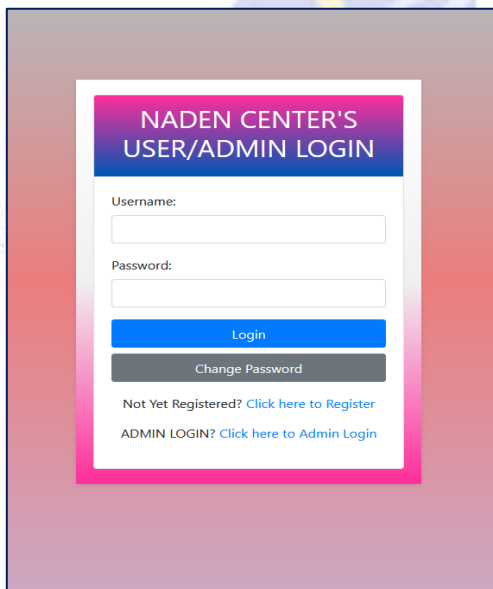 NADEN CENTER'S
USER/ADMIN LOGIN
Username:
Password:
Login
Change Password
Not Yet Registered? Click here to Register
ADMIN LOGIN? Click here to Admin Login